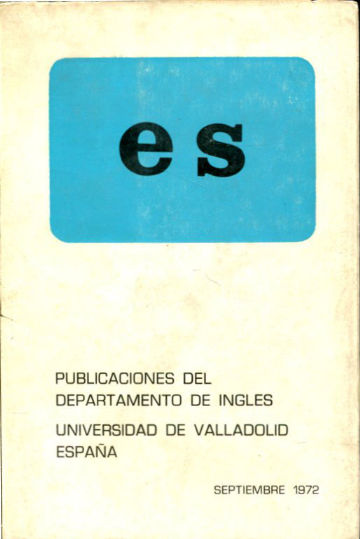 es
PUBLICACIONES DEL
DEPARTAMENTO DE INGLES
UNIVERSIDAD DE VALLADOLID
ESPAÑA
SEPTIEMBRE 1972